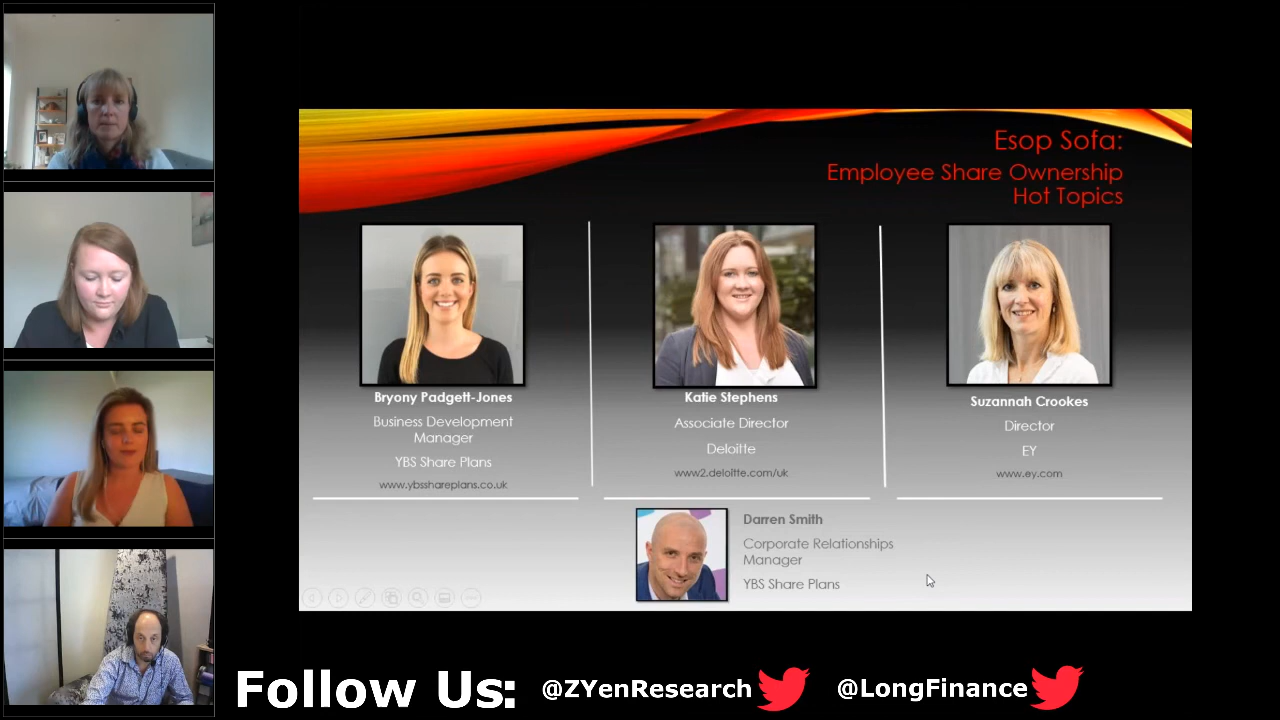 Esop Sofa:
Employee Share Ownership
Hot Topics
Bryony Padgett-Jones
Business Development
Manager
YBS Share Plans
www.ybsshareplans.co.uk
Katie Stephens
Associate Director
Deloitte
www2.deloitte.com/uk
Suzannah Crookes
Director
EY
www.ey.com
Darren Smith
Corporate Relationships
Manager
YBS Share Plans
Follow Us: @ZYenResearch @LongFinance